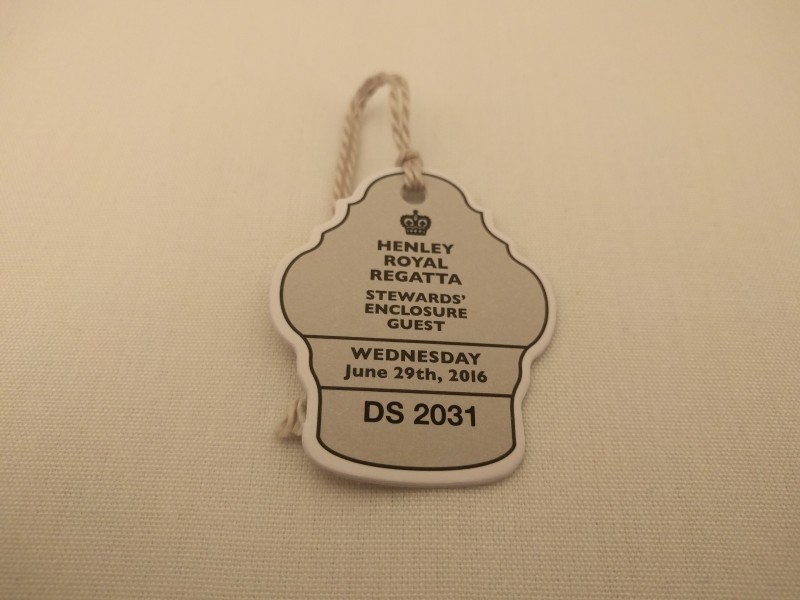 HENLEY
ROYAL
REGATTA
STEWARDS'
ENCLOSURE
GUEST
WEDNESDAY
June 29th, 2016
DS 2031